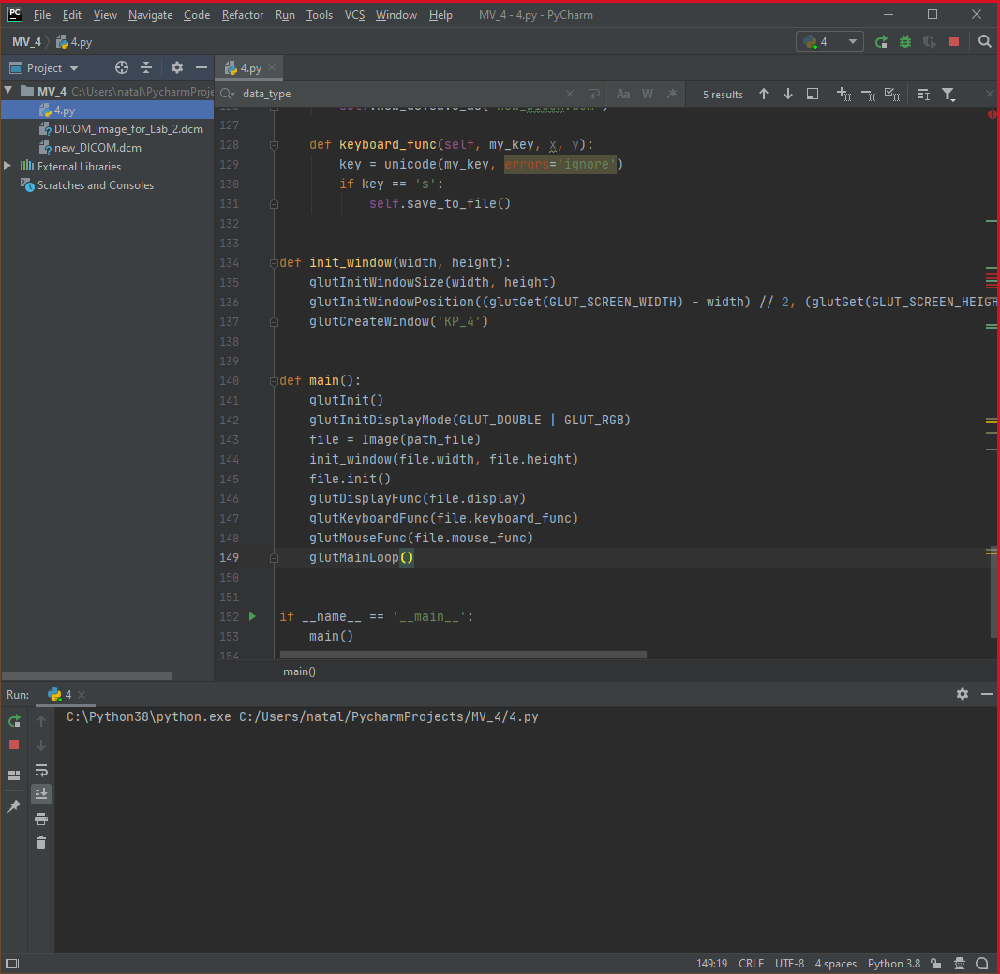 PC File Edit View Navigate Code Refactor Run Tools VCS Window Help MV_4 - 4.py - PyCharm
MV_4 4.py 4
Project 4.py
MV_4 C:\Users\natal\PycharmProje
4.py
DICOM_Image_for_Lab_2.dcm
new_DICOM.dcm
External Libraries
Scratches and Consoles
data_type Aa W .* 5 results
127
128 def keyboard_func(self, my_key, x, y):
129 key = unicode(my_key, errors='ignore')
130 if key == 's':
131 self.save_to_file()
132
133
134 def init_window(width, height):
135 glutInitWindowSize(width, height)
136 glutInitWindowPosition((glutGet(GLUT_SCREEN_WIDTH) - width) // 2, (glutGet(GLUT_SCREEN_HEIGH
137 glutCreateWindow('KP_4')
138
139
140 def main():
141 glutInit()
142 glutInitDisplayMode(GLUT_DOUBLE | GLUT_RGB)
143 file = Image(path_file)
144 init_window(file.width, file.height)
145 file.init()
146 glutDisplayFunc(file.display)
147 glutKeyboardFunc(file.keyboard_func)
148 glutMouseFunc(file.mouse_func)
149 glutMainLoop()
150
151
152 if __name__ == '__main__':
153 main()
154
main()
Run: 4
C:\Python38\python.exe C:/Users/natal/PycharmProjects/MV_4/4.py
149:19 CRLF UTF-8 4 spaces Python 3.8